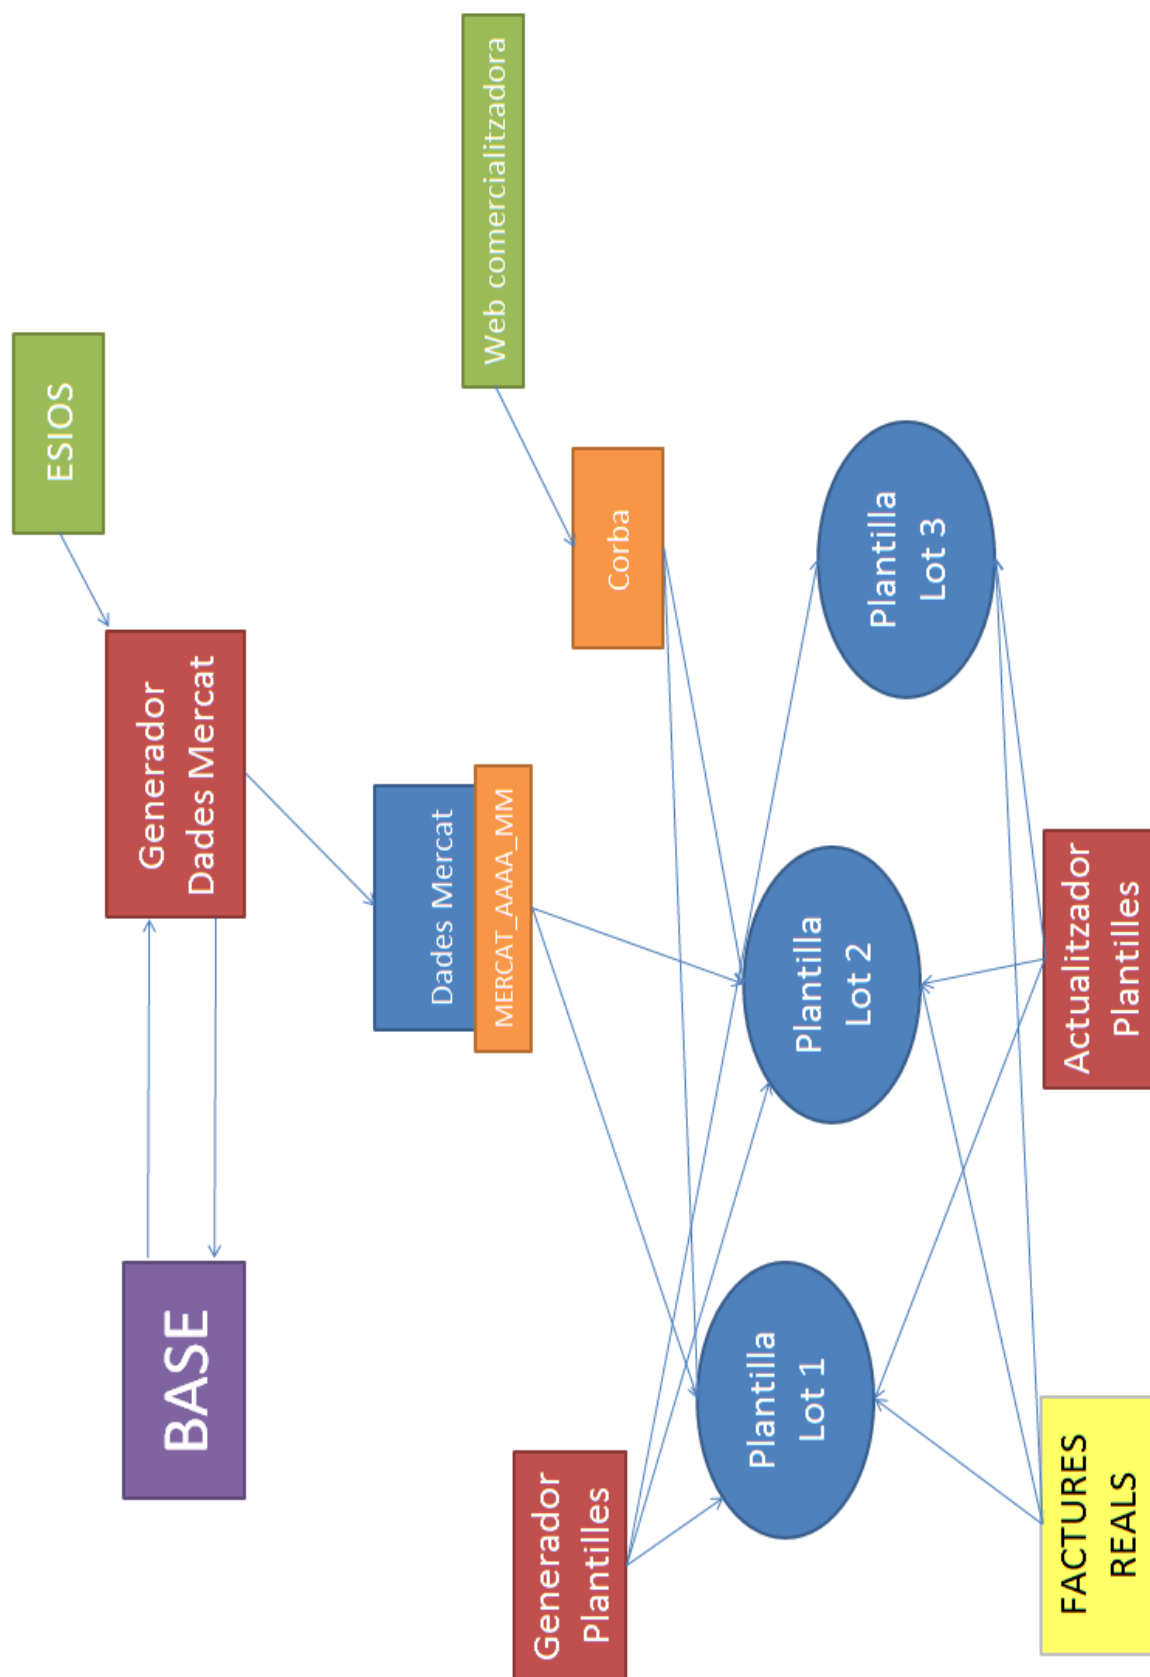 BASE
Generador
Dades Mercat
ESIOS
Dades Mercat
MERCAT_AAAA_MM
Web comercialitzadora
Generador
Plantilles
Corba
Plantilla
Lot 1
Plantilla
Lot 2
Plantilla
Lot 3
FACTURES
REALS
Actualitzador
Plantilles